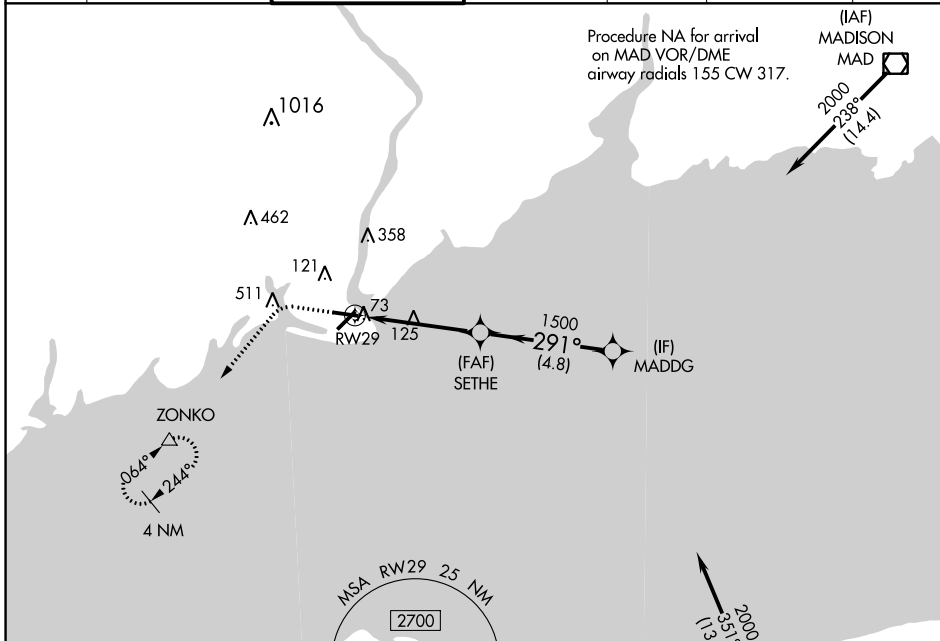 Procedure NA for arrival
on MAD VOR/DME
airway radials 155 CW 317.
(IAF)
MADISON
MAD
2000
238°
(14.4)
1016
462
358
121
511
73
125
RW29
1500
291°
(4.8)
(FAF)
SETHE
(IF)
MADDG
ZONKO
064°
244°
4 NM
MSA RW29 25 NM
2700
2000
351°
(13